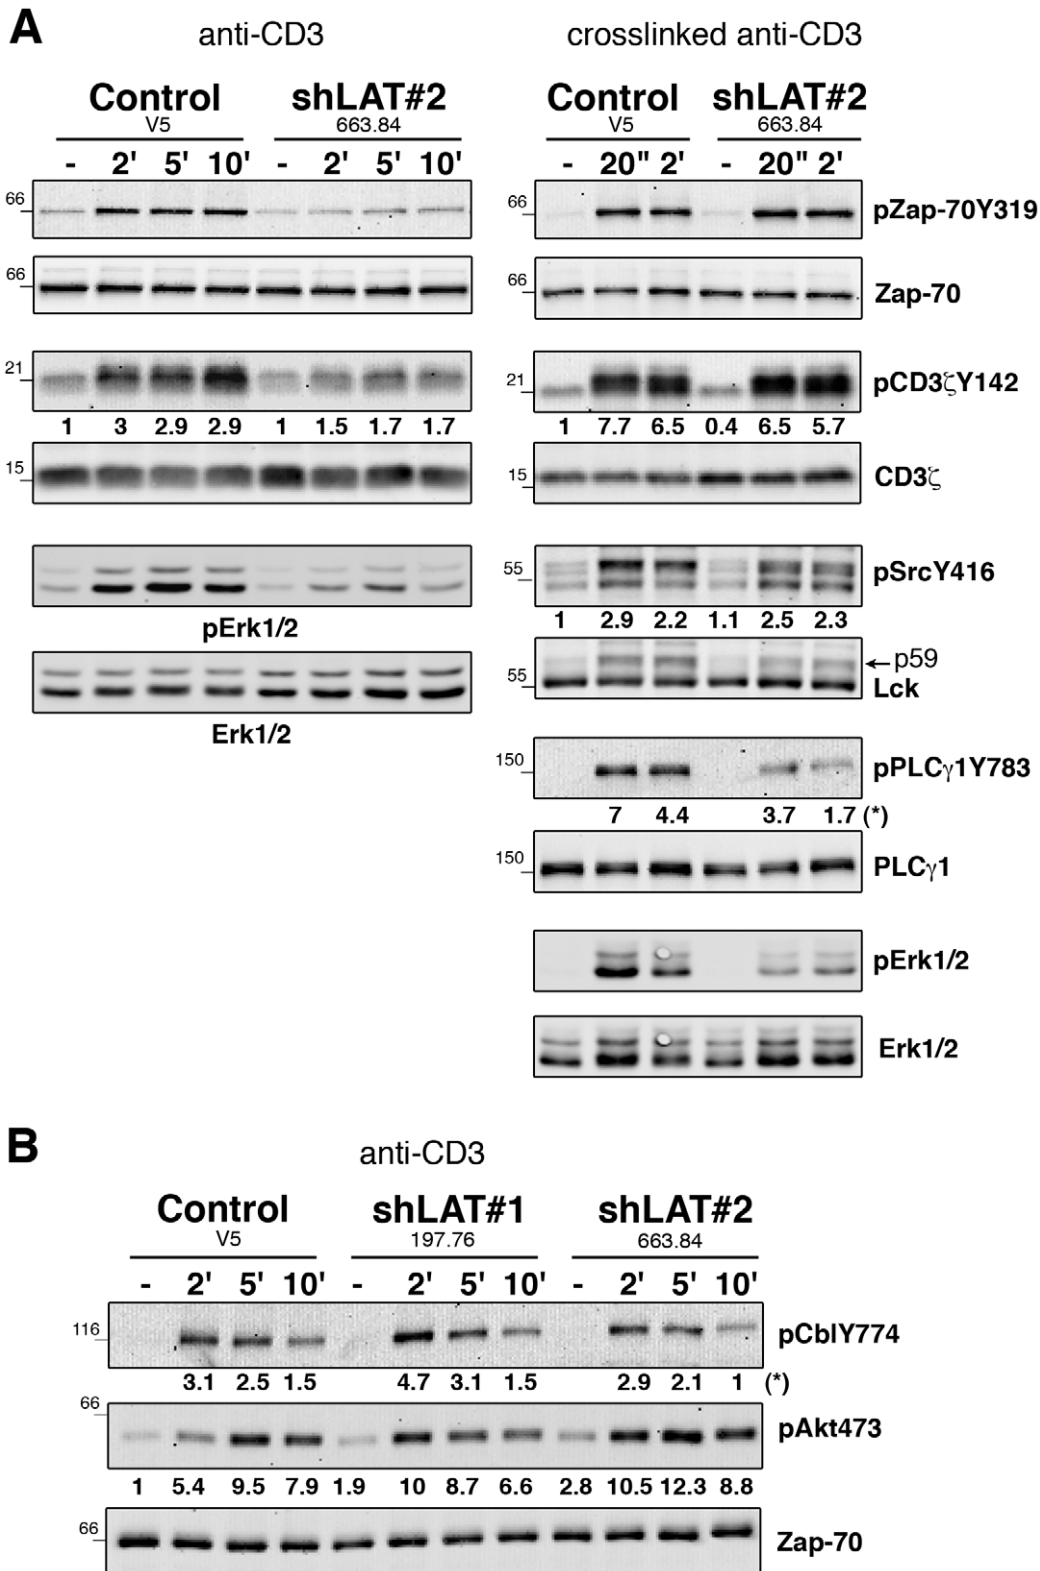 A
anti-CD3
crosslinked anti-CD3
Control shLAT#2
V5 663.84
- 2' 5' 10' - 2' 5' 10'
66
66
21
1 3 2.9 2.9 1 1.5 1.7 1.7
15
pErk1/2
Erk1/2
Control shLAT#2
V5 663.84
- 20" 2' - 20" 2'
66 pZap-70Y319
66 Zap-70
21 pCD3ζY142
1 7.7 6.5 0.4 6.5 5.7
15 CD3ζ
55 pSrcY416
1 2.9 2.2 1.1 2.5 2.3
←p59
55 Lck
150 pPLCγ1Y783
7 4.4 3.7 1.7 (*)
150 PLCγ1
pErk1/2
Erk1/2
B
anti-CD3
Control shLAT#1 shLAT#2
V5 197.76 663.84
- 2' 5' 10' - 2' 5' 10' - 2' 5' 10'
116 pCblY774
3.1 2.5 1.5 4.7 3.1 1.5 2.9 2.1 1 (*)
66 pAkt473
1 5.4 9.5 7.9 1.9 10 8.7 6.6 2.8 10.5 12.3 8.8
66 Zap-70